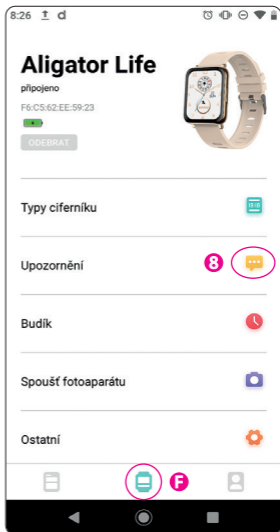 8:26 d
Aligator Life
připojeno
F6:C5:62:EE:59:23
ODEBRAT
Typy ciferníku
Upozornění
8
Budík
Spoušť fotoaparátu
Ostatní
F